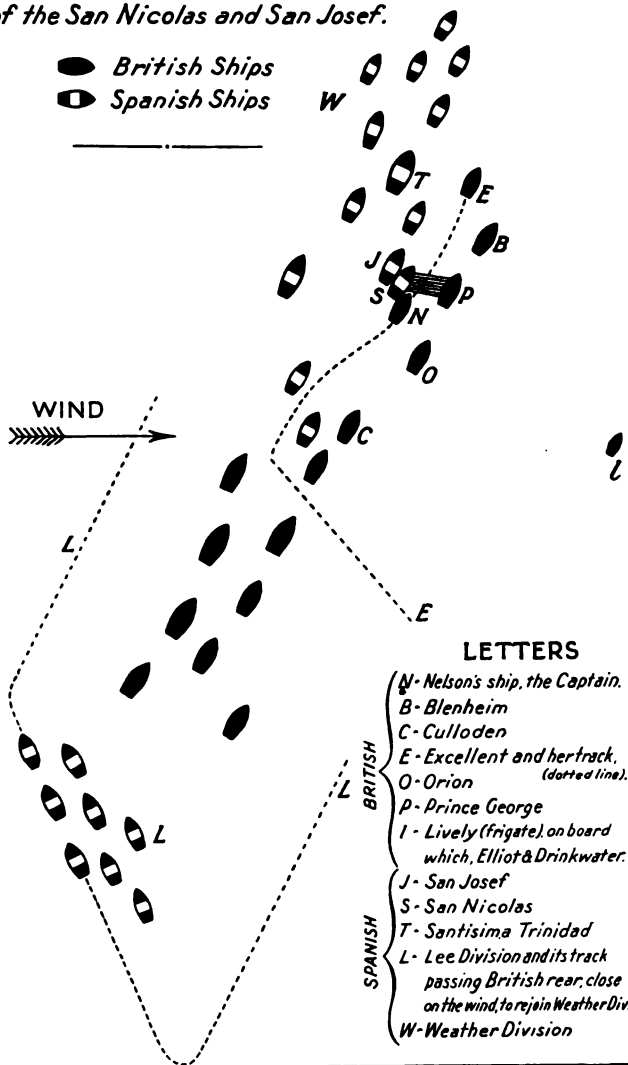 of the San Nicolas and San Josef.
British Ships
Spanish Ships
W
T
E
B
J
S
P
N
O
WIND
C
l
L
E
LETTERS
BRITISH
N - Nelson's ship, the Captain.
B - Blenheim
C - Culloden
E - Excellent and her track,
(dotted line).
O - Orion
P - Prince George
l - Lively (frigate), on board
which, Elliot & Drinkwater.
L
L
SPANISH
J - San Josef
S - San Nicolas
T - Santisima Trinidad
L - Lee Division and its track
passing British rear, close
on the wind, to rejoin Weather Div.
W - Weather Division